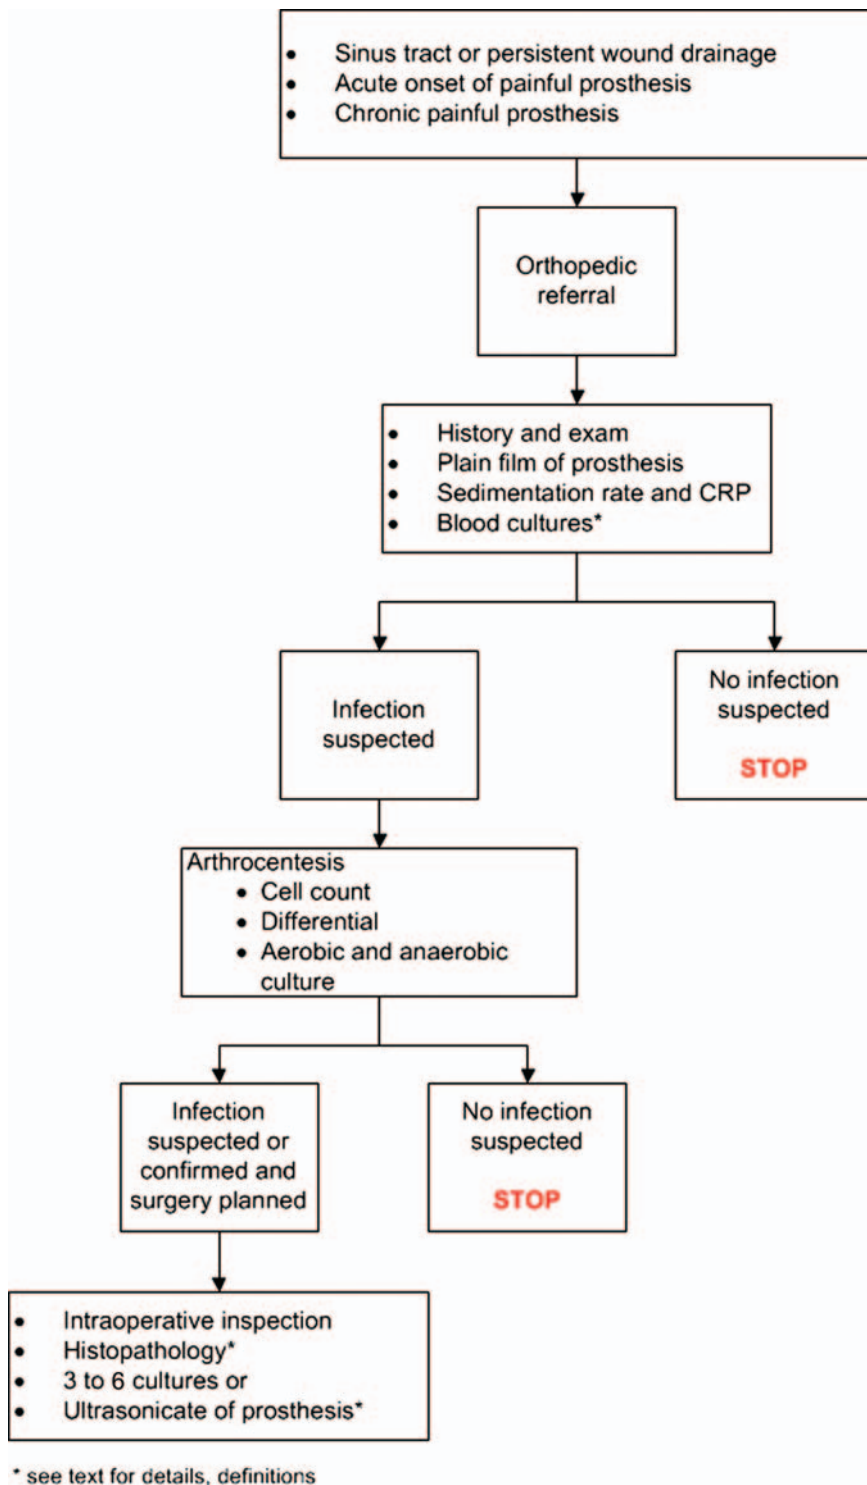 • Sinus tract or persistent wound drainage
• Acute onset of painful prosthesis
• Chronic painful prosthesis
Orthopedic
referral
• History and exam
• Plain film of prosthesis
• Sedimentation rate and CRP
• Blood cultures*
Infection
suspected
No infection
suspected
STOP
Arthrocentesis
• Cell count
• Differential
• Aerobic and anaerobic
culture
Infection
suspected or
confirmed and
surgery planned
No infection
suspected
STOP
• Intraoperative inspection
• Histopathology*
• 3 to 6 cultures or
• Ultrasonicate of prosthesis*
* see text for details, definitions